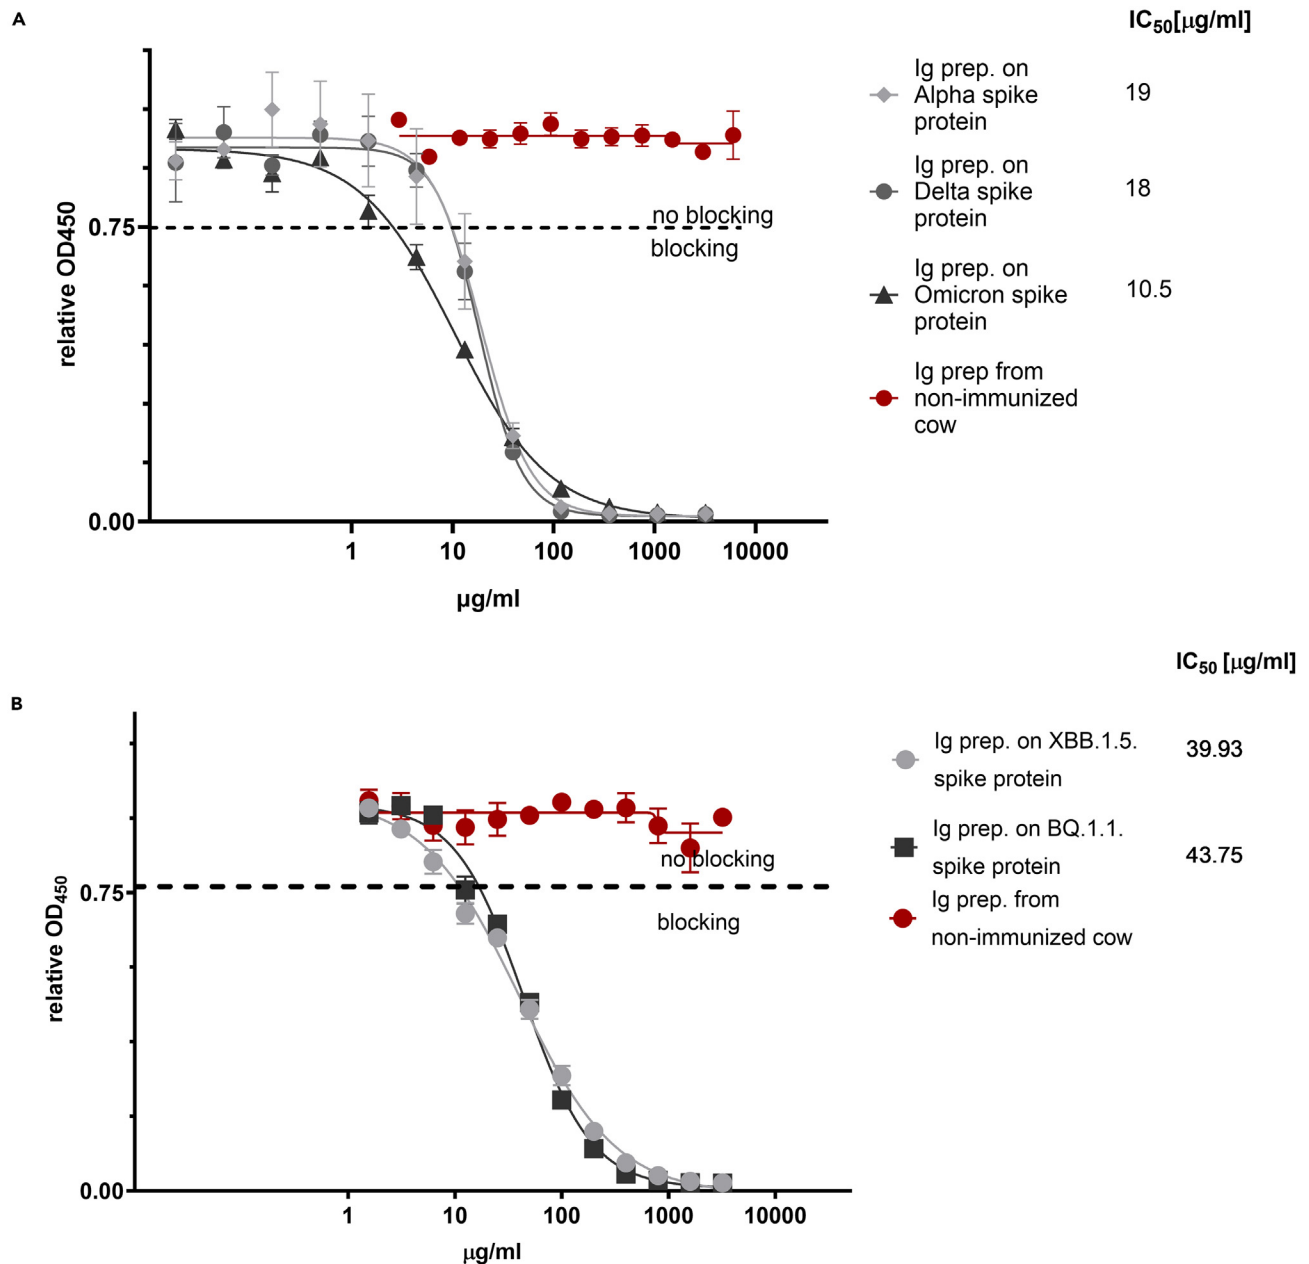 A
IC50[μg/ml]
Ig prep. on
Alpha spike
protein
19
Ig prep. on
Delta spike
protein
18
Ig prep. on
Omicron spike
protein
10.5
Ig prep from
non-immunized
cow
relative OD450
0.75
0.00
no blocking
blocking
1 10 100 1000 10000
µg/ml
B
IC50 [μg/ml]
Ig prep. on XBB.1.5.
spike protein
39.93
Ig prep. on BQ.1.1.
spike protein
43.75
Ig prep. from
non-immunized cow
relative OD450
0.75
0.00
no blocking
blocking
1 10 100 1000 10000
μg/ml